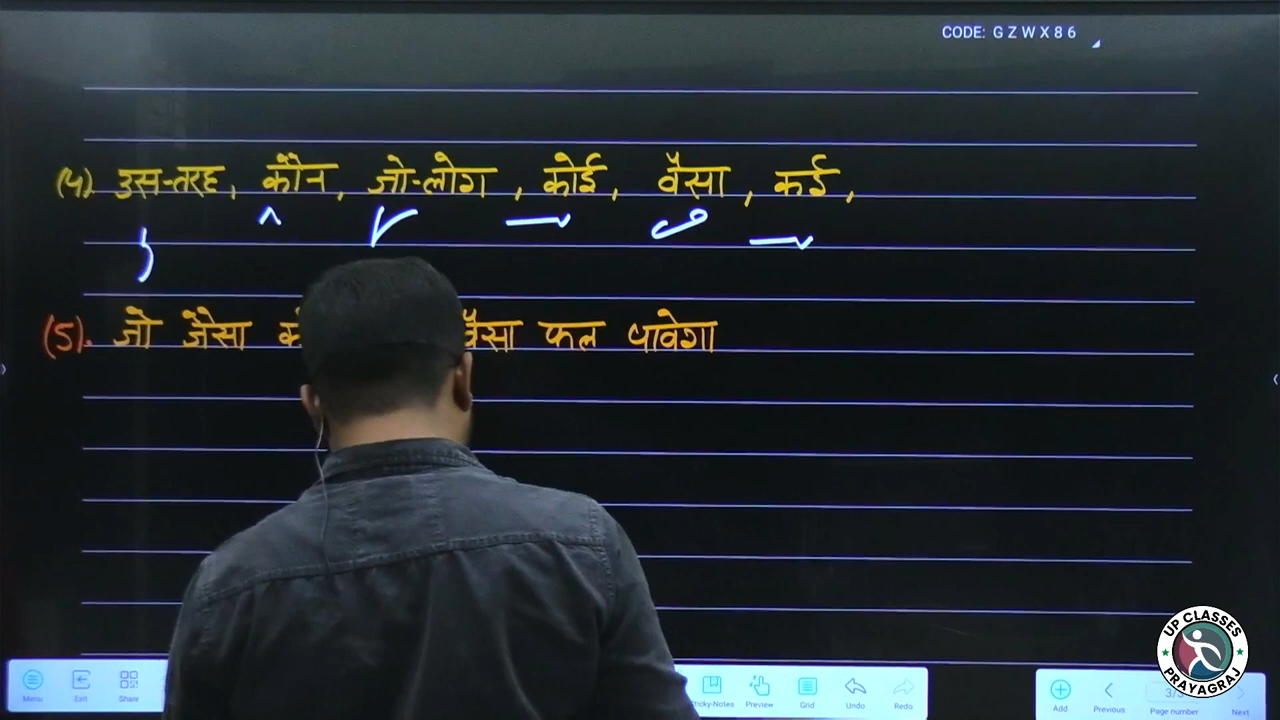 CODE: G Z W X 8 6
(4). उस-तरह, कौन, जो-लोग, कोई, वैसा, कई,
(5). जो जैसा वैसा फल पावेगा
UP CLASSES
PRAYAGRAJ
Menu Exit Share Sticky-Notes Preview Grid Undo Redo Add Previous Page number Next